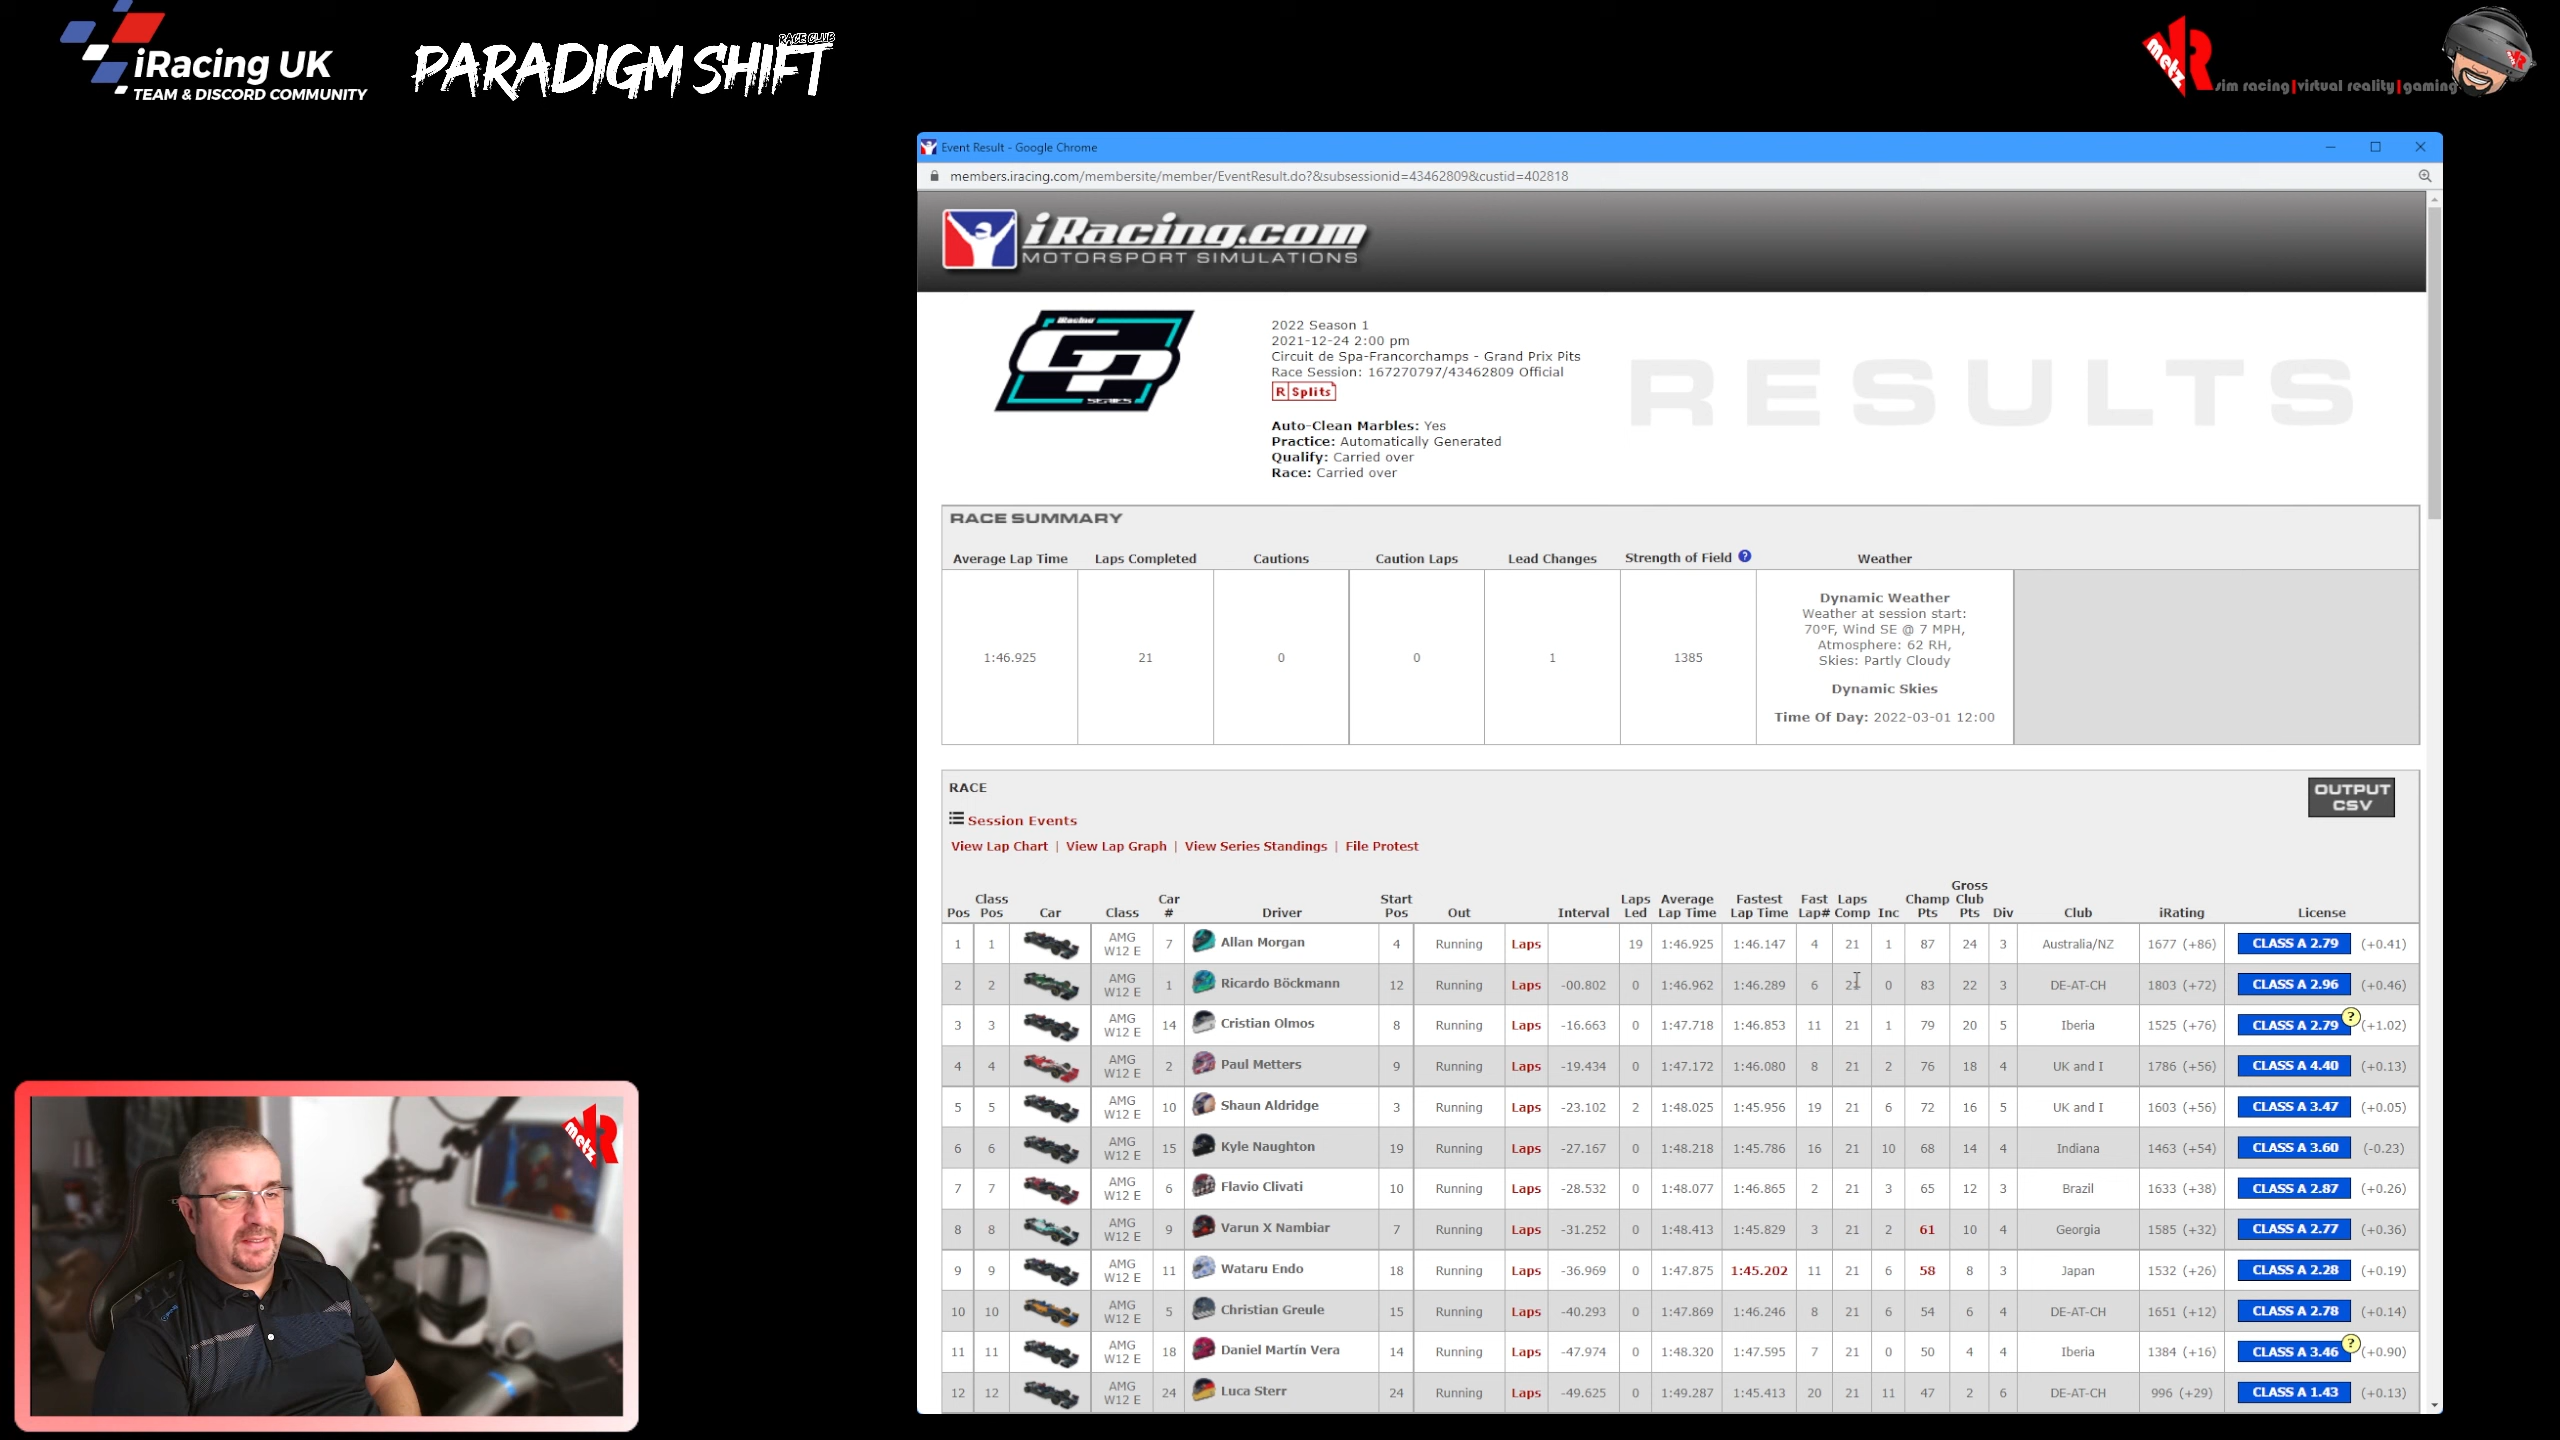 iRacing UK
TEAM & DISCORD COMMUNITY
PARADIGM SHIFT
RACE CLUB
metz
sim racing|virtual reality|gaming
Event Result - Google Chrome
members.iracing.com/membersite/member/EventResult.do?&subsessionid=43462809&custid=402818
iRacing.com
MOTORSPORT SIMULATIONS
iRacing
GP
SERIES
2022 Season 1
2021-12-24 2:00 pm
Circuit de Spa-Francorchamps - Grand Prix Pits
Race Session: 167270797/43462809 Official
R Splits
RESULTS
Auto-Clean Marbles: Yes
Practice: Automatically Generated
Qualify: Carried over
Race: Carried over
RACE SUMMARY
Average Lap Time Laps Completed Cautions Caution Laps Lead Changes Strength of Field ? Weather
1:46.925 21 0 0 1 1385
Dynamic Weather
Weather at session start:
70°F, Wind SE @ 7 MPH,
Atmosphere: 62 RH,
Skies: Partly Cloudy
Dynamic Skies
Time Of Day: 2022-03-01 12:00
RACE
OUTPUT CSV
Session Events
View Lap Chart | View Lap Graph | View Series Standings | File Protest
Pos Class Pos Car Class Car # Driver Start Pos Out Interval Laps Led Average Lap Time Fastest Lap Time Fast Lap# Laps Comp Inc Champ Pts Gross Club Pts Div Club iRating License
1 1 AMG W12 E 7 Allan Morgan 4 Running Laps 19 1:46.925 1:46.147 4 21 1 87 24 3 Australia/NZ 1677 (+86) CLASS A 2.79 (+0.41)
2 2 AMG W12 E 1 Ricardo Böckmann 12 Running Laps -00.802 0 1:46.962 1:46.289 6 21 0 83 22 3 DE-AT-CH 1803 (+72) CLASS A 2.96 (+0.46)
3 3 AMG W12 E 14 Cristian Olmos 8 Running Laps -16.663 0 1:47.718 1:46.853 11 21 1 79 20 5 Iberia 1525 (+76) CLASS A 2.79 ? (+1.02)
4 4 AMG W12 E 2 Paul Metters 9 Running Laps -19.434 0 1:47.172 1:46.080 8 21 2 76 18 4 UK and I 1786 (+56) CLASS A 4.40 (+0.13)
5 5 AMG W12 E 10 Shaun Aldridge 3 Running Laps -23.102 2 1:48.025 1:45.956 19 21 6 72 16 5 UK and I 1603 (+56) CLASS A 3.47 (+0.05)
6 6 AMG W12 E 15 Kyle Naughton 19 Running Laps -27.167 0 1:48.218 1:45.786 16 21 10 68 14 4 Indiana 1463 (+54) CLASS A 3.60 (-0.23)
7 7 AMG W12 E 6 Flavio Clivati 10 Running Laps -28.532 0 1:48.077 1:46.865 2 21 3 65 12 3 Brazil 1633 (+38) CLASS A 2.87 (+0.26)
8 8 AMG W12 E 9 Varun X Nambiar 7 Running Laps -31.252 0 1:48.413 1:45.829 3 21 2 61 10 4 Georgia 1585 (+32) CLASS A 2.77 (+0.36)
9 9 AMG W12 E 11 Wataru Endo 18 Running Laps -36.969 0 1:47.875 1:45.202 11 21 6 58 8 3 Japan 1532 (+26) CLASS A 2.28 (+0.19)
10 10 AMG W12 E 5 Christian Greule 15 Running Laps -40.293 0 1:47.869 1:46.246 8 21 6 54 6 4 DE-AT-CH 1651 (+12) CLASS A 2.78 (+0.14)
11 11 AMG W12 E 18 Daniel Martín Vera 14 Running Laps -47.974 0 1:48.320 1:47.595 7 21 0 50 4 4 Iberia 1384 (+16) CLASS A 3.46 ? (+0.90)
12 12 AMG W12 E 24 Luca Sterr 24 Running Laps -49.625 0 1:49.287 1:45.413 20 21 11 47 2 6 DE-AT-CH 996 (+29) CLASS A 1.43 (+0.13)
metz